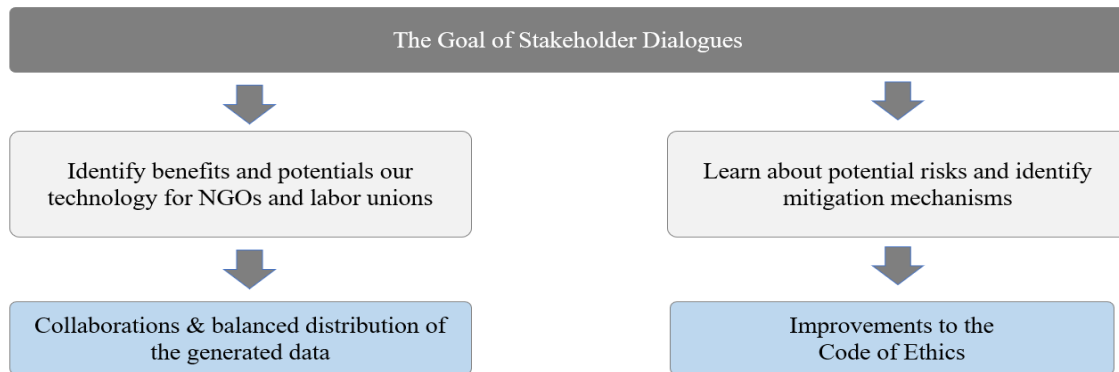 The Goal of Stakeholder Dialogues
Identify benefits and potentials our
technology for NGOs and labor unions
Learn about potential risks and identify
mitigation mechanisms
Collaborations & balanced distribution of
the generated data
Improvements to the
Code of Ethics